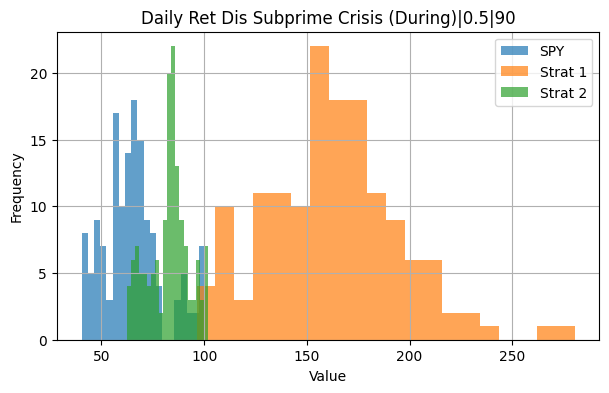 Daily Ret Dis Subprime Crisis (During)|0.5|90
SPY
Strat 1
Strat 2
Frequency
20
15
10
5
0
50
100
150
200
250
Value